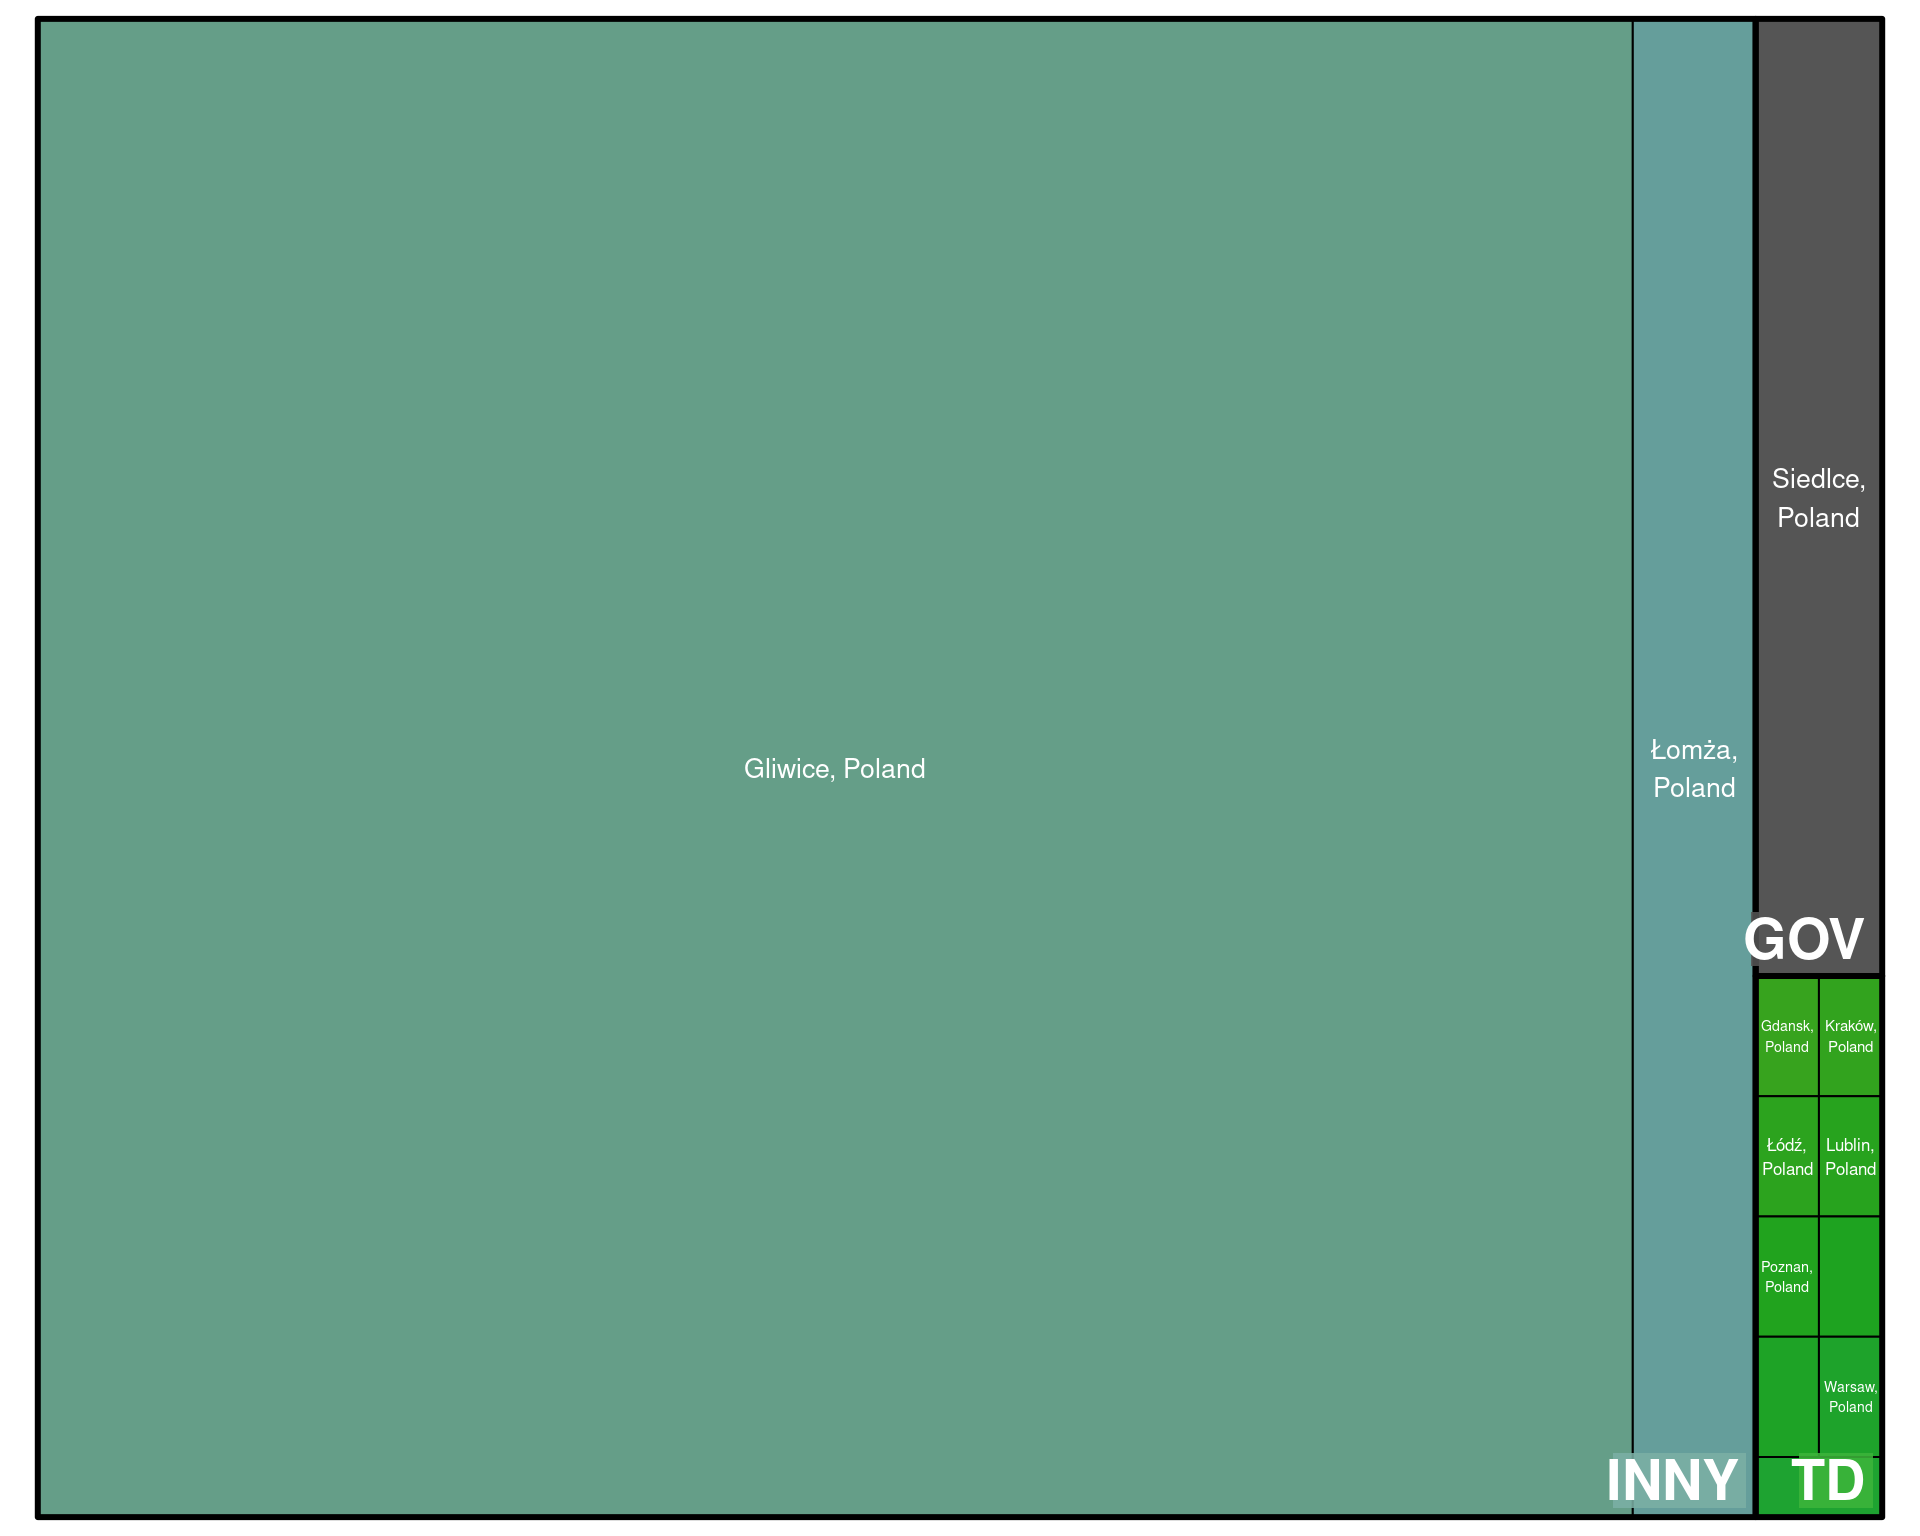 Gliwice, Poland
Łomża,
Poland
INNY
Siedlce,
Poland
GOV
Gdansk,
Poland
Kraków,
Poland
Łódź,
Poland
Lublin,
Poland
Poznan,
Poland
Warsaw,
Poland
TD